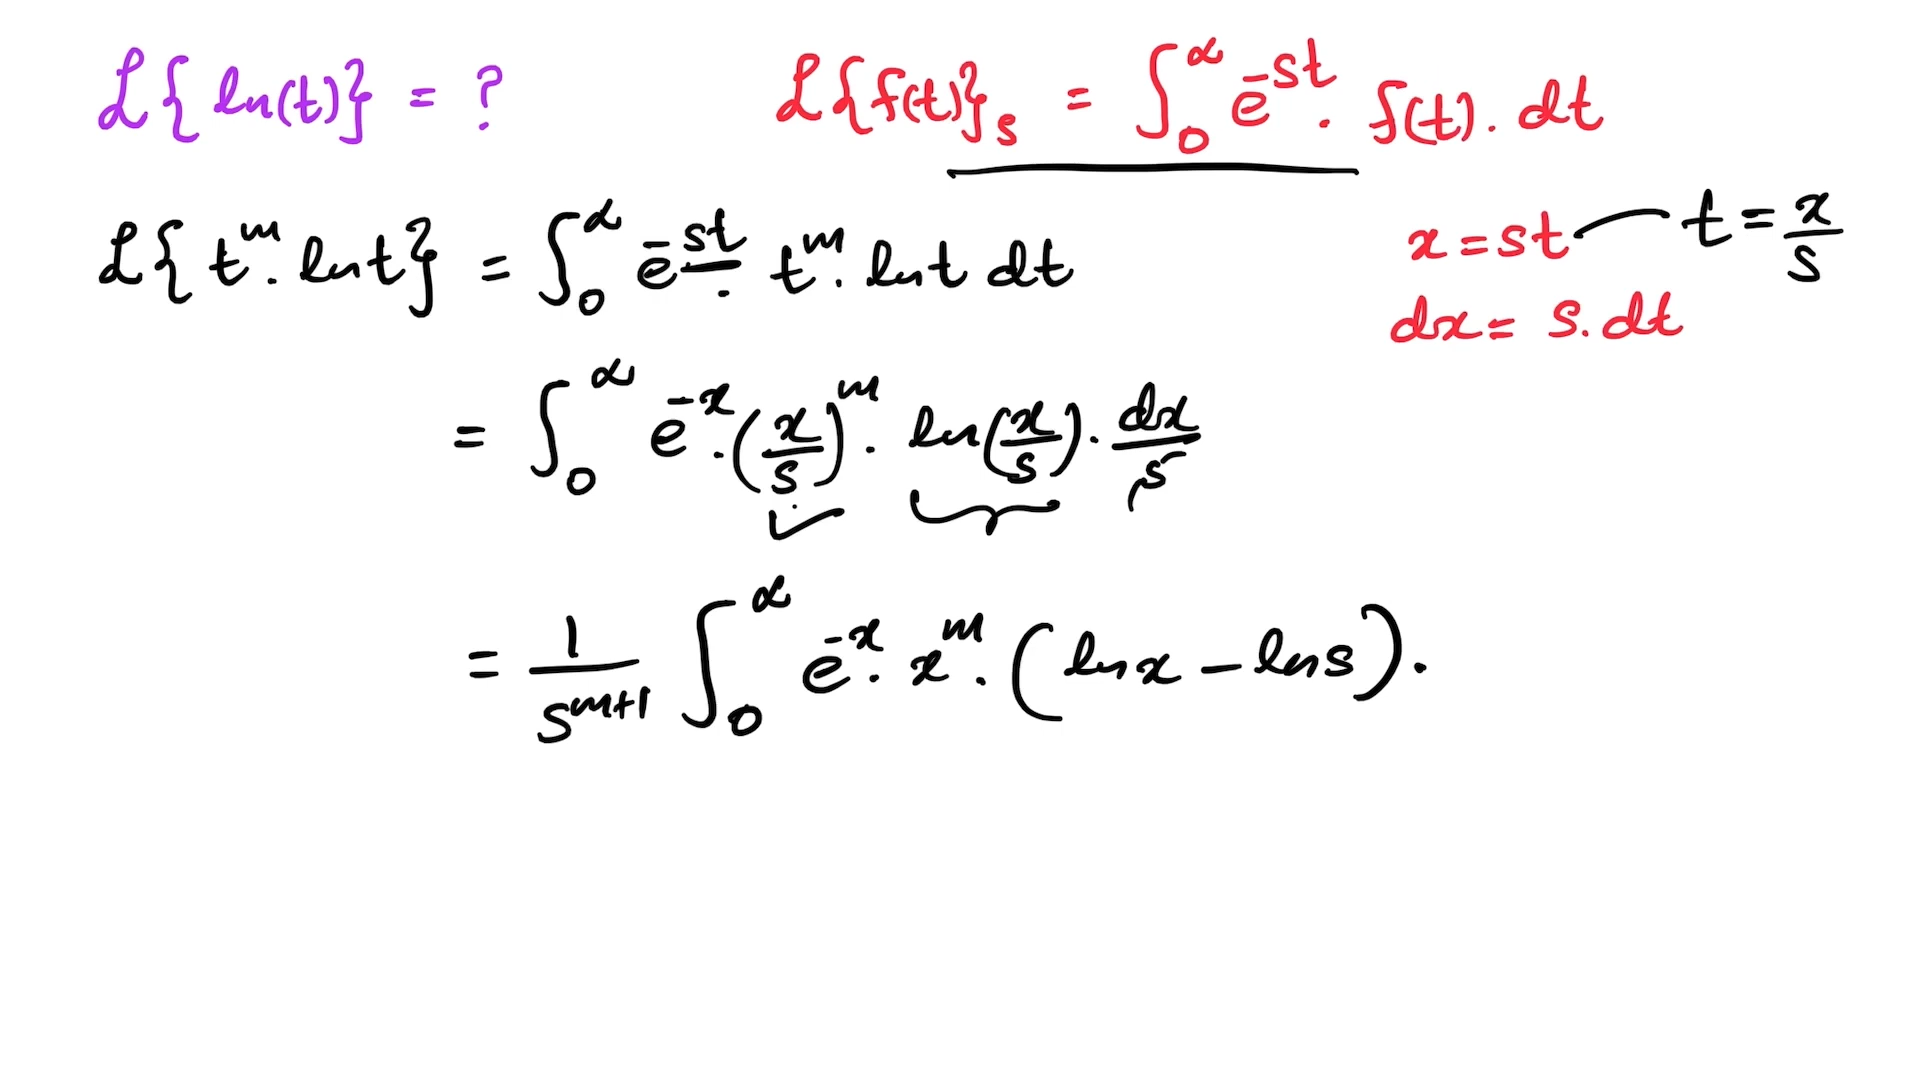 ℒ{ln(t)} = ?
ℒ{f(t)}ₛ = ∫₀^∞ e^{-st} . f(t) . dt
ℒ{t^m . ln t} = ∫₀^∞ e^{-st} . t^m . ln t dt
x = st — t = x/s
dx = s . dt
= ∫₀^∞ e^{-x} . (x/s)^m . ln(x/s) . dx/s
= 1/s^{m+1} ∫₀^∞ e^{-x} . x^m . (ln x − ln s) .